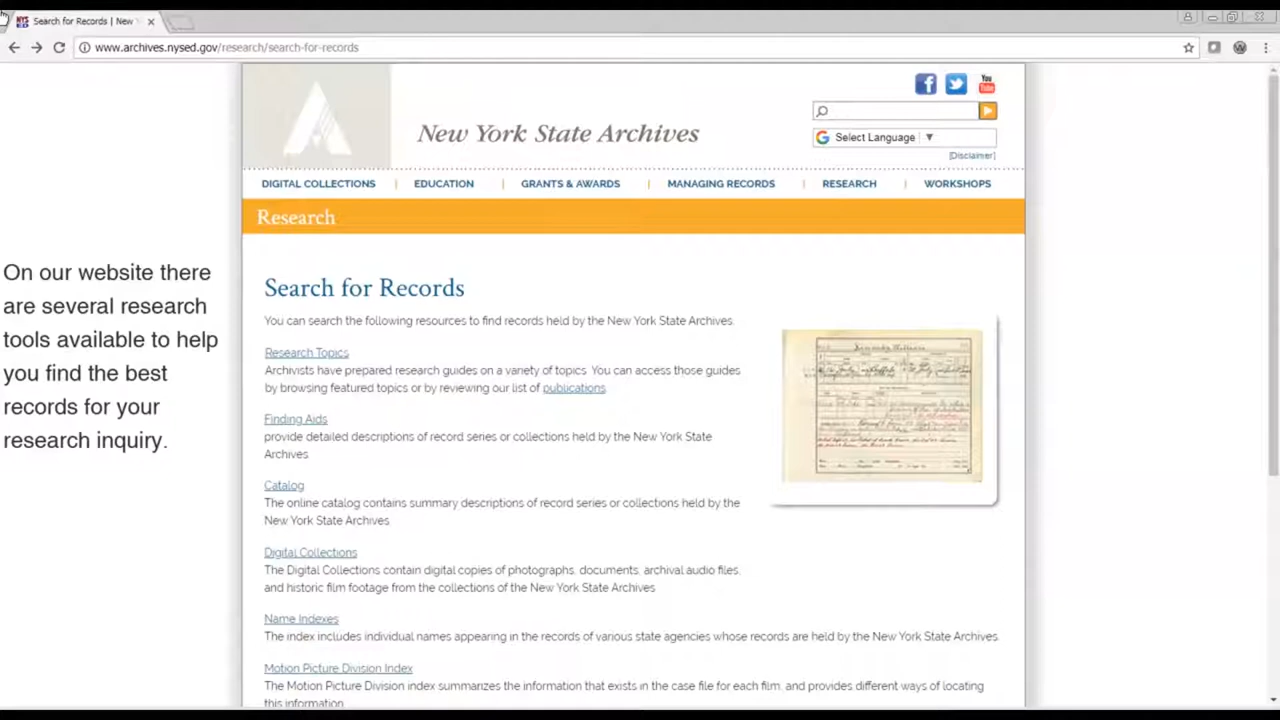 Search for Records | New
www.archives.nysed.gov/research/search-for-records
New York State Archives
Select Language
[Disclaimer]
DIGITAL COLLECTIONS | EDUCATION | GRANTS & AWARDS | MANAGING RECORDS | RESEARCH | WORKSHOPS
Research
On our website there
are several research
tools available to help
you find the best
records for your
research inquiry.
Search for Records
You can search the following resources to find records held by the New York State Archives.
Research Topics
Archivists have prepared research guides on a variety of topics. You can access those guides
by browsing featured topics or by reviewing our list of publications.
Finding Aids
provide detailed descriptions of record series or collections held by the New York State
Archives.
Catalog
The online catalog contains summary descriptions of record series or collections held by the
New York State Archives
Digital Collections
The Digital Collections contain digital copies of photographs, documents, archival audio files,
and historic film footage from the collections of the New York State Archives
Name Indexes
The index includes individual names appearing in the records of various state agencies whose records are held by the New York State Archives.
Motion Picture Division Index
The Motion Picture Division index summarizes the information that exists in the case file for each film, and provides different ways of locating
this information.